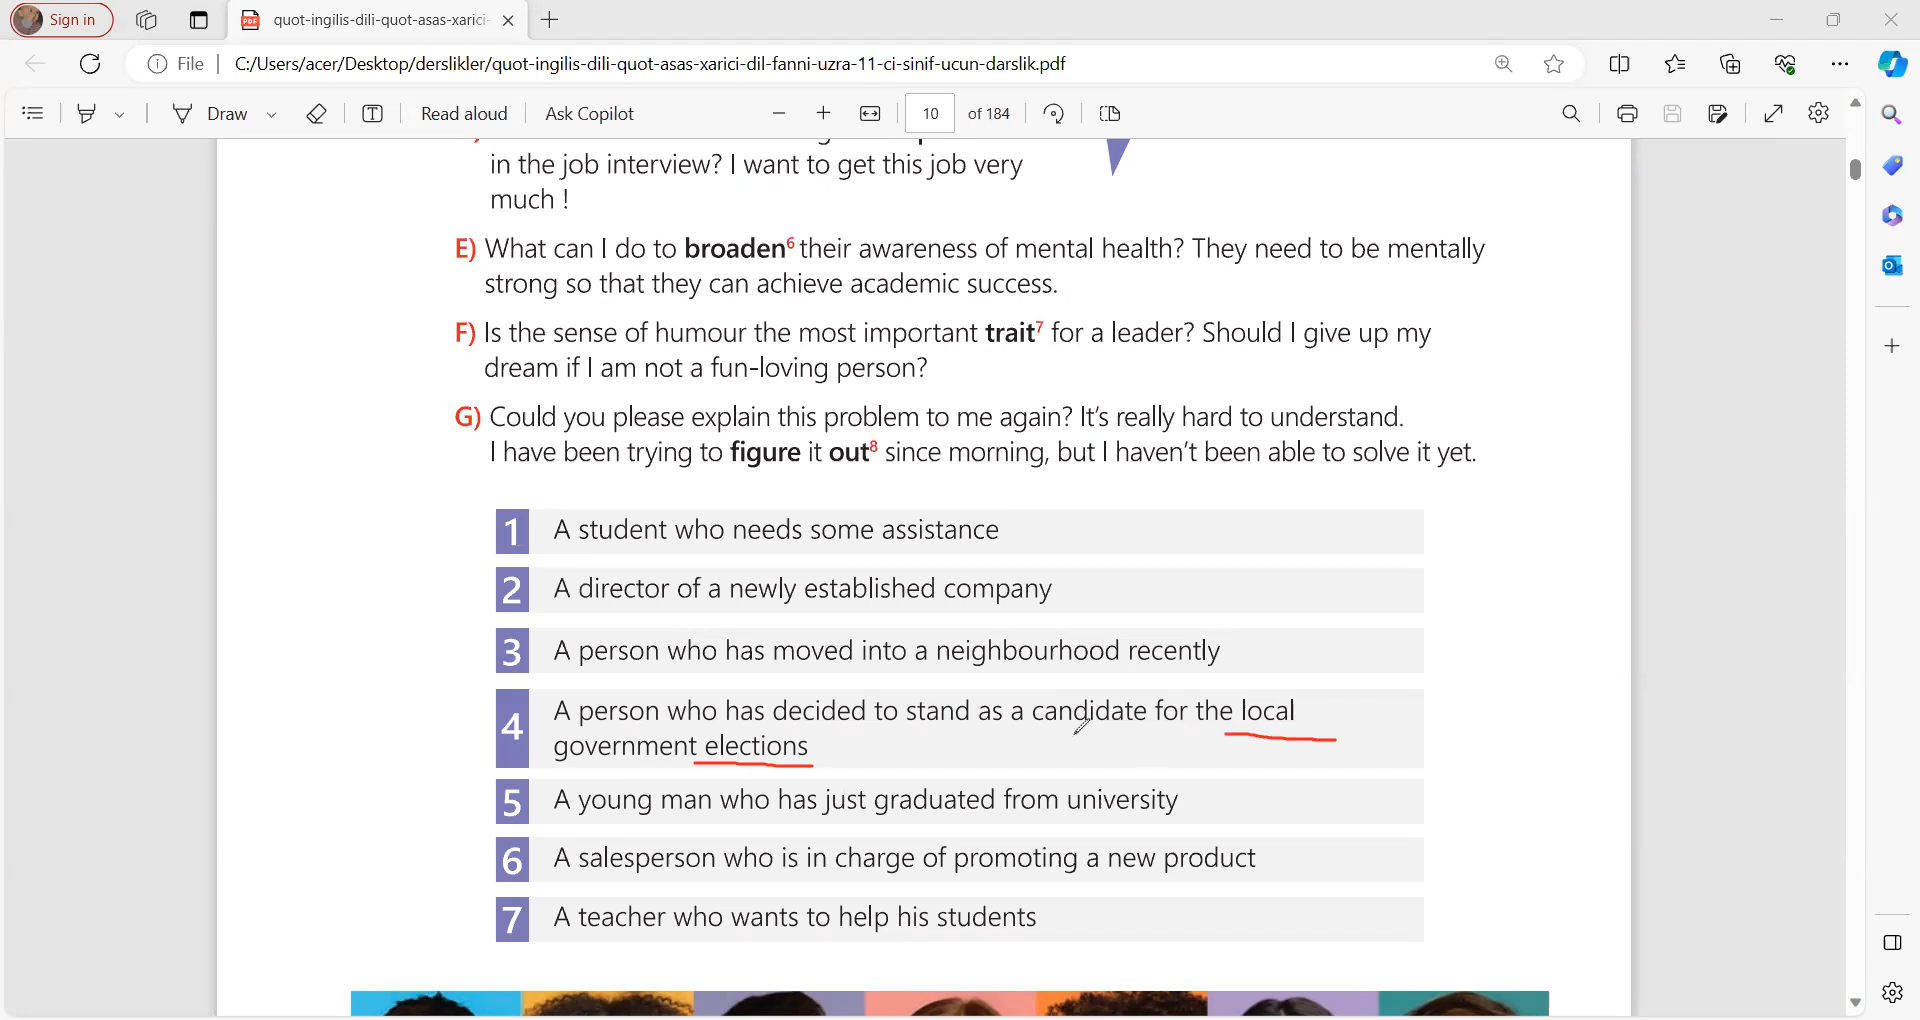 Sign in
quot-ingilis-dili-quot-asas-xarici-
File
C:/Users/acer/Desktop/derslikler/quot-ingilis-dili-quot-asas-xarici-dil-fanni-uzra-11-ci-sinif-ucun-darslik.pdf
Draw
Read aloud
Ask Copilot
10 of 184
in the job interview? I want to get this job very
much !
E) What can I do to broaden⁶ their awareness of mental health? They need to be mentally
strong so that they can achieve academic success.
F) Is the sense of humour the most important trait⁷ for a leader? Should I give up my
dream if I am not a fun-loving person?
G) Could you please explain this problem to me again? It's really hard to understand.
I have been trying to figure it out⁸ since morning, but I haven't been able to solve it yet.
1 A student who needs some assistance
2 A director of a newly established company
3 A person who has moved into a neighbourhood recently
4 A person who has decided to stand as a candidate for the local
government elections
5 A young man who has just graduated from university
6 A salesperson who is in charge of promoting a new product
7 A teacher who wants to help his students